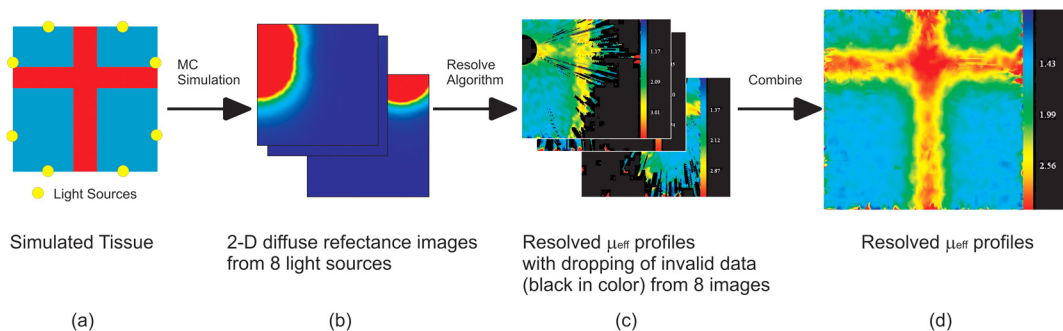 MC
Simulation
Resolve
Algorithm
Combine
Light Sources
1.37
2.09
3.01
1.37
2.12
2.87
1.43
1.99
2.56
Simulated Tissue
2-D diffuse refectance images
from 8 light sources
Resolved μeff profiles
with dropping of invalid data
(black in color) from 8 images
Resolved μeff profiles
(a)
(b)
(c)
(d)